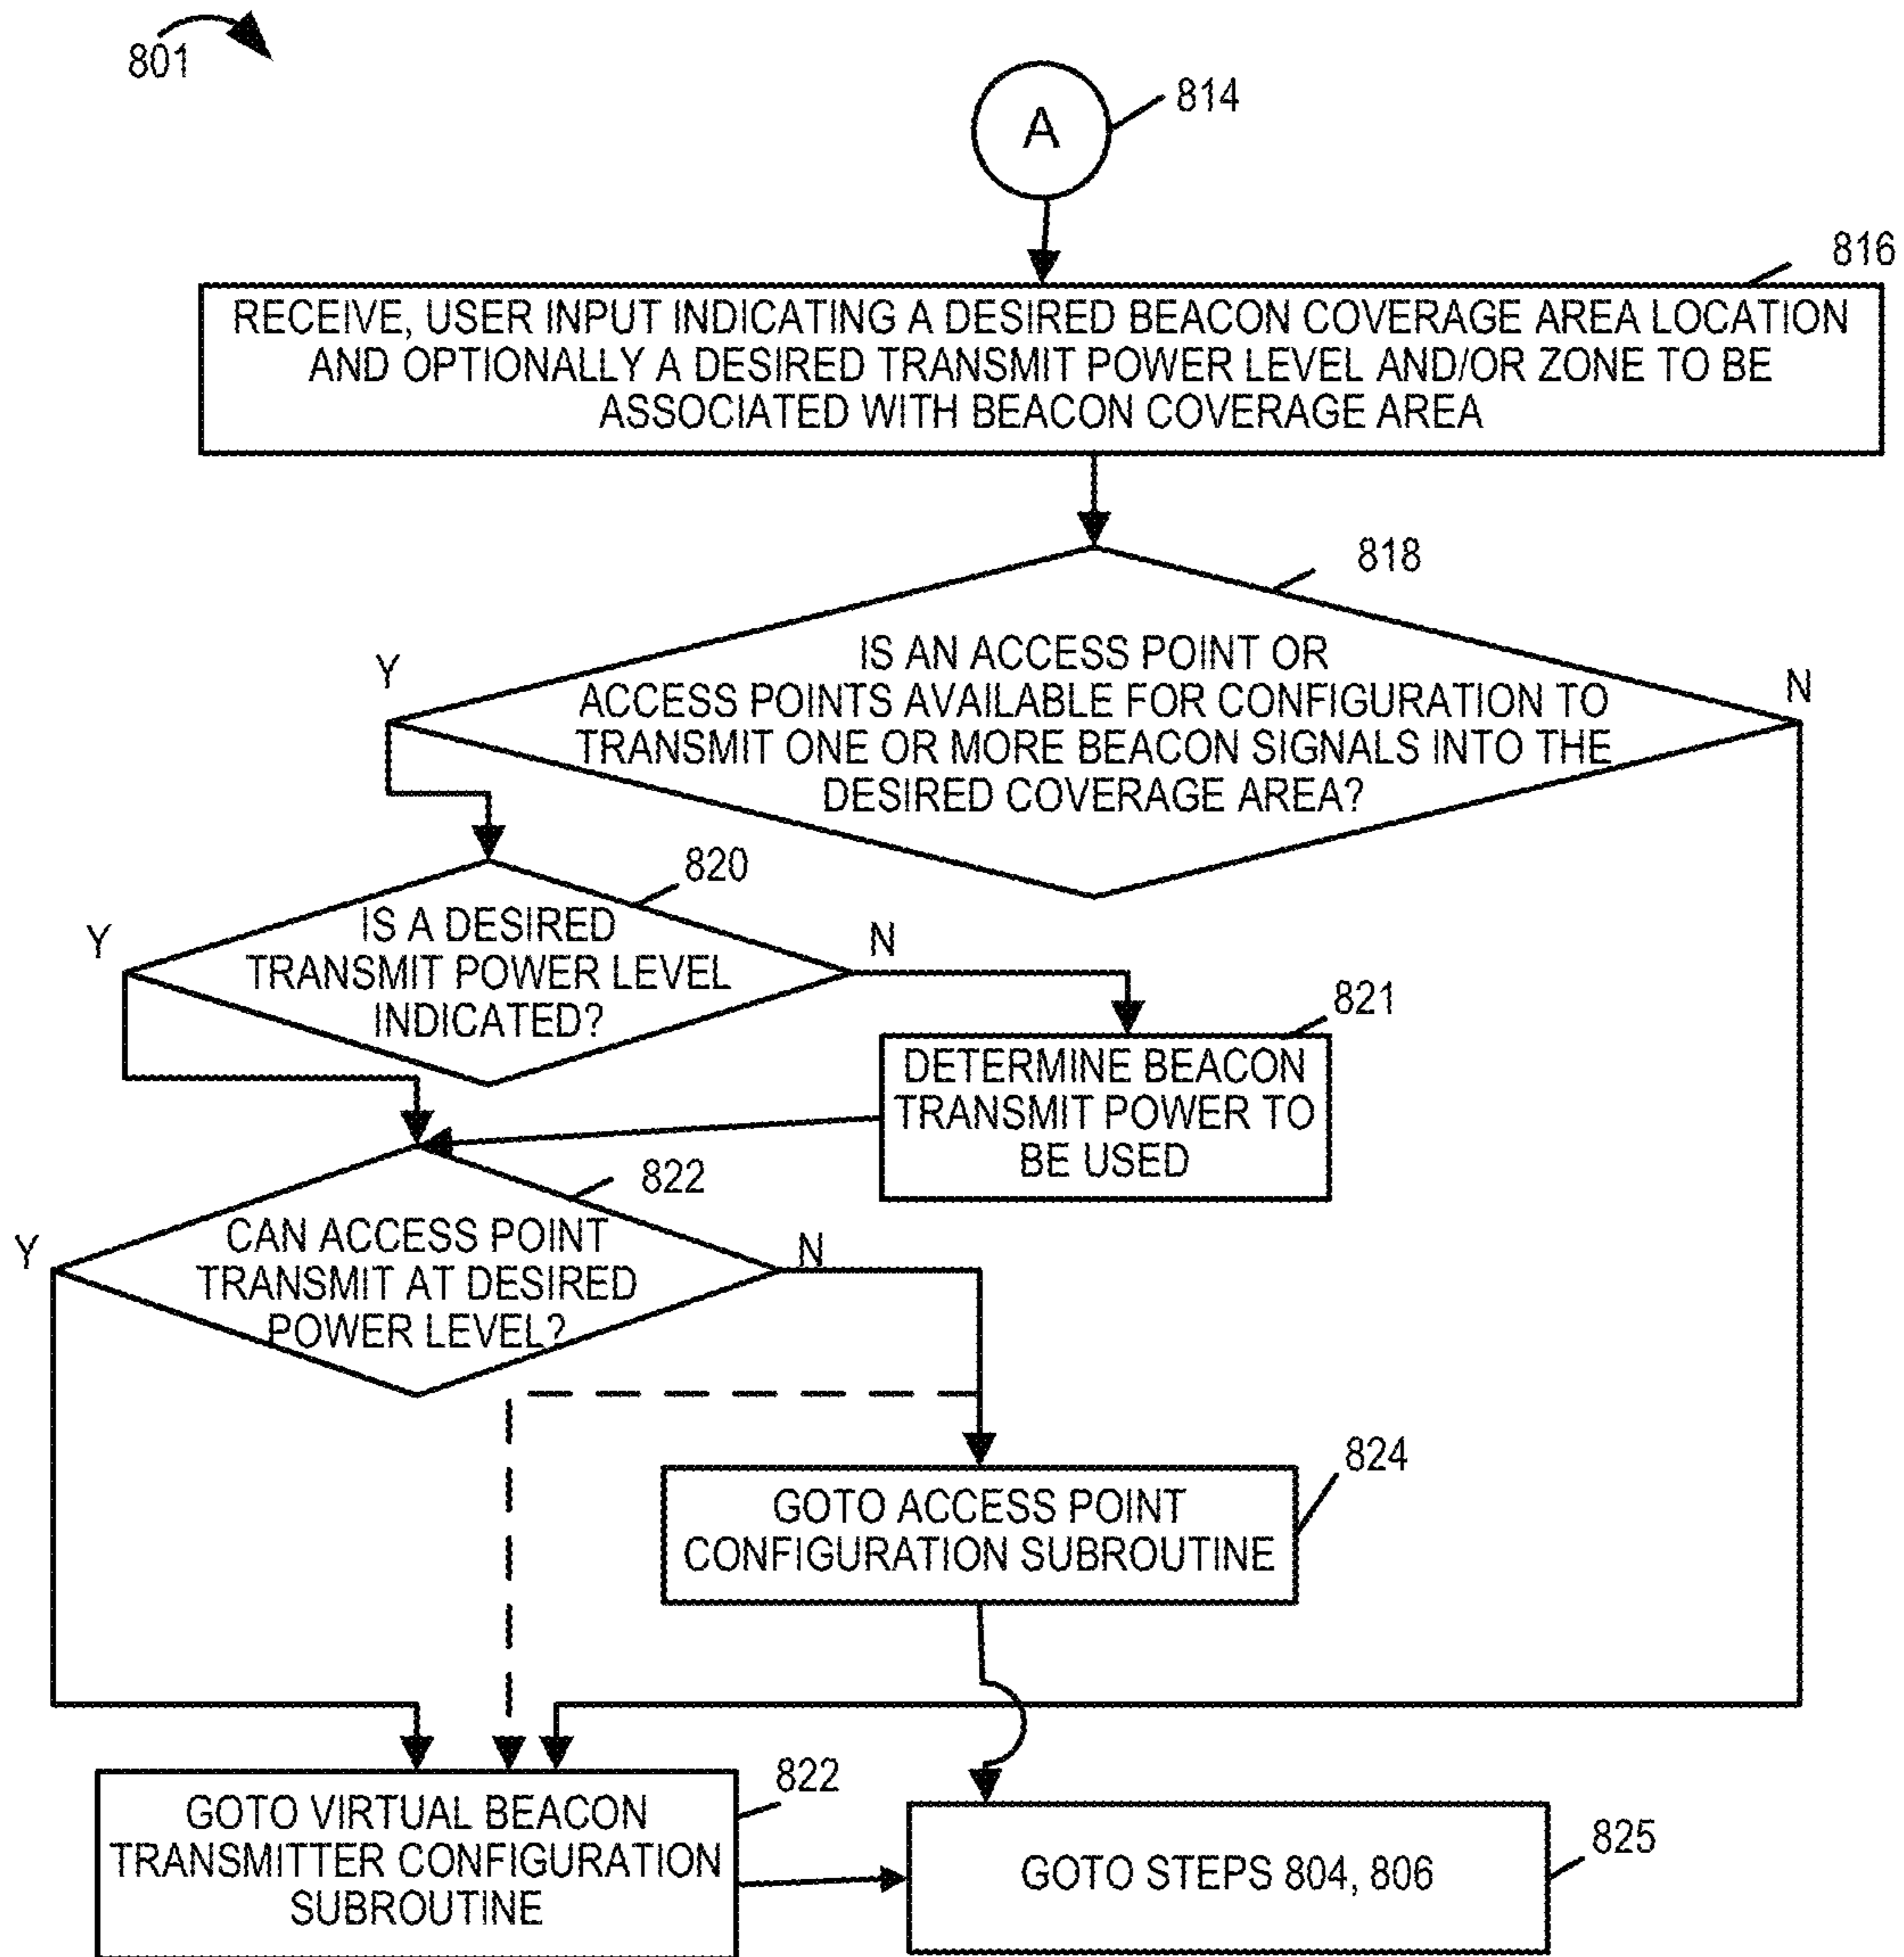 801
A
814
816
RECEIVE, USER INPUT INDICATING A DESIRED BEACON COVERAGE AREA LOCATION
AND OPTIONALLY A DESIRED TRANSMIT POWER LEVEL AND/OR ZONE TO BE
ASSOCIATED WITH BEACON COVERAGE AREA
818
Y
IS AN ACCESS POINT OR
ACCESS POINTS AVAILABLE FOR CONFIGURATION TO
TRANSMIT ONE OR MORE BEACON SIGNALS INTO THE
DESIRED COVERAGE AREA?
N
820
Y
IS A DESIRED
TRANSMIT POWER LEVEL
INDICATED?
N
821
DETERMINE BEACON
TRANSMIT POWER TO
BE USED
822
Y
CAN ACCESS POINT
TRANSMIT AT DESIRED
POWER LEVEL?
N
824
GOTO ACCESS POINT
CONFIGURATION SUBROUTINE
822
GOTO VIRTUAL BEACON
TRANSMITTER CONFIGURATION
SUBROUTINE
825
GOTO STEPS 804, 806